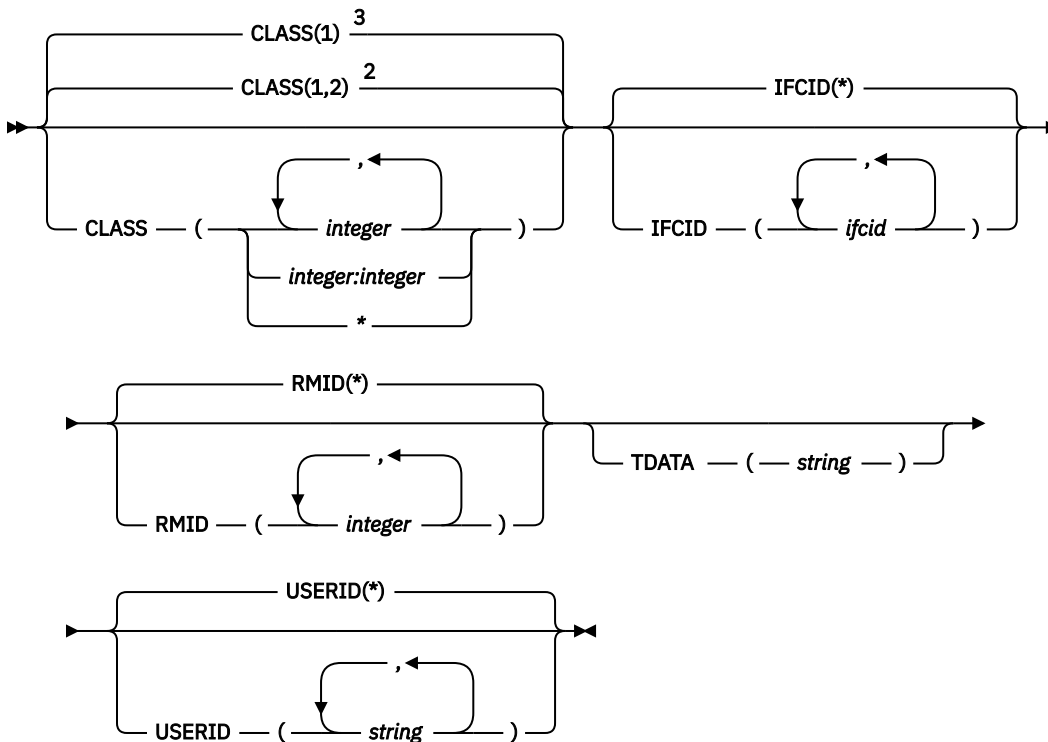 CLASS(1) 3
CLASS(1,2) 2
IFCID(*)
,
,
CLASS ( integer )
IFCID ( ifcid )
integer:integer
*
RMID(*)
,
TDATA ( string )
RMID ( integer )
USERID(*)
,
USERID ( string )